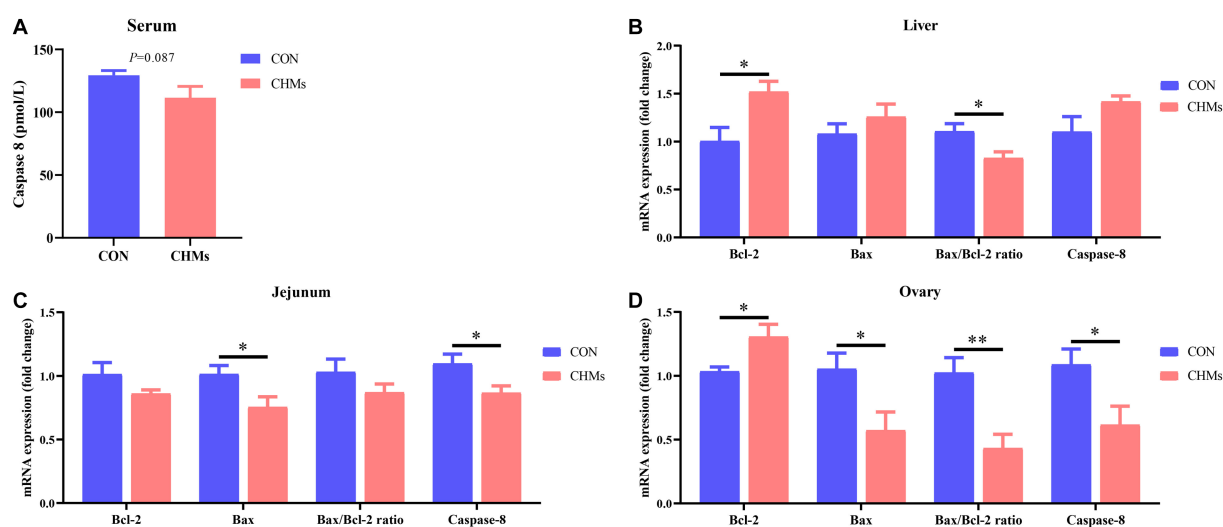 A
Serum
P=0.087
Caspase 8 (pmol/L)
150
100
50
0
CON
CHMs
CON
CHMs
B
Liver
mRNA expression (fold change)
2.0
1.5
1.0
0.5
0.0
*
*
Bcl-2
Bax
Bax/Bcl-2 ratio
Caspase-8
CON
CHMs
C
Jejunum
mRNA expression (fold change)
1.5
1.0
0.5
0.0
*
*
Bcl-2
Bax
Bax/Bcl-2 ratio
Caspase-8
CON
CHMs
D
Ovary
mRNA expression (fold change)
1.5
1.0
0.5
0.0
*
*
**
*
Bcl-2
Bax
Bax/Bcl-2 ratio
Caspase-8
CON
CHMs